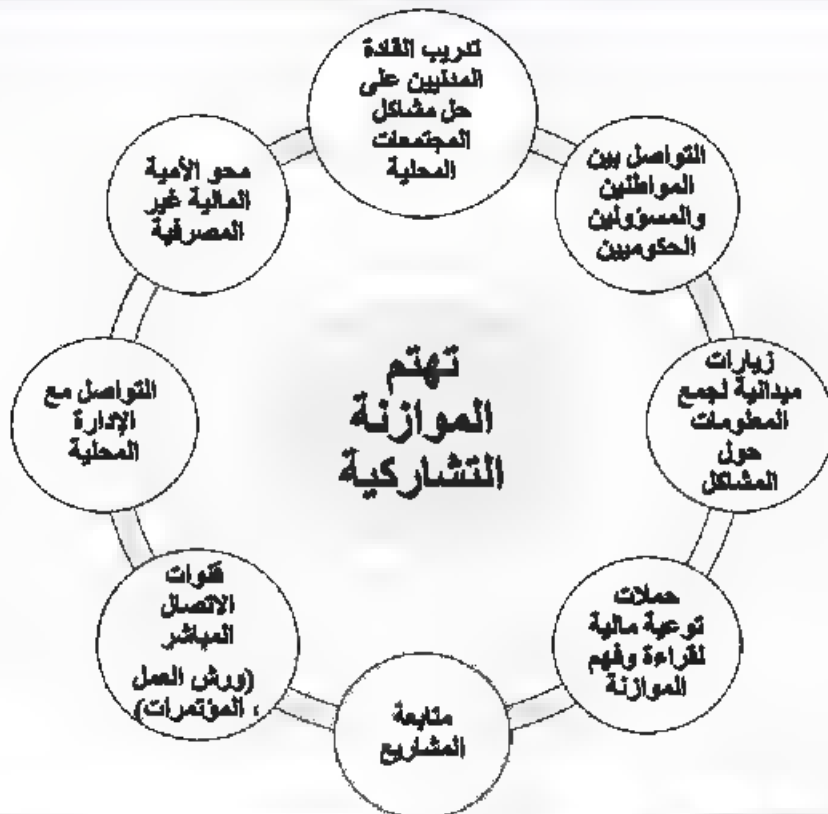 تدريب القادة
المدنيين على
حل مشاكل
المجتمعات
المحلية
التواصل بين
المواطنين
والمسؤولين
الحكوميين
زيارات
ميدانية لجمع
المعلومات
حول
المشاكل
حملات
توعية مالية
لقراءة وفهم
الموازنة
متابعة
المشاريع
قنوات
الاتصال
المباشر
(ورش العمل
، المؤتمرات)
التواصل مع
الإدارة
المحلية
محو الأمية
المالية غير
المصرفية
تهتم
الموازنة
التشاركية